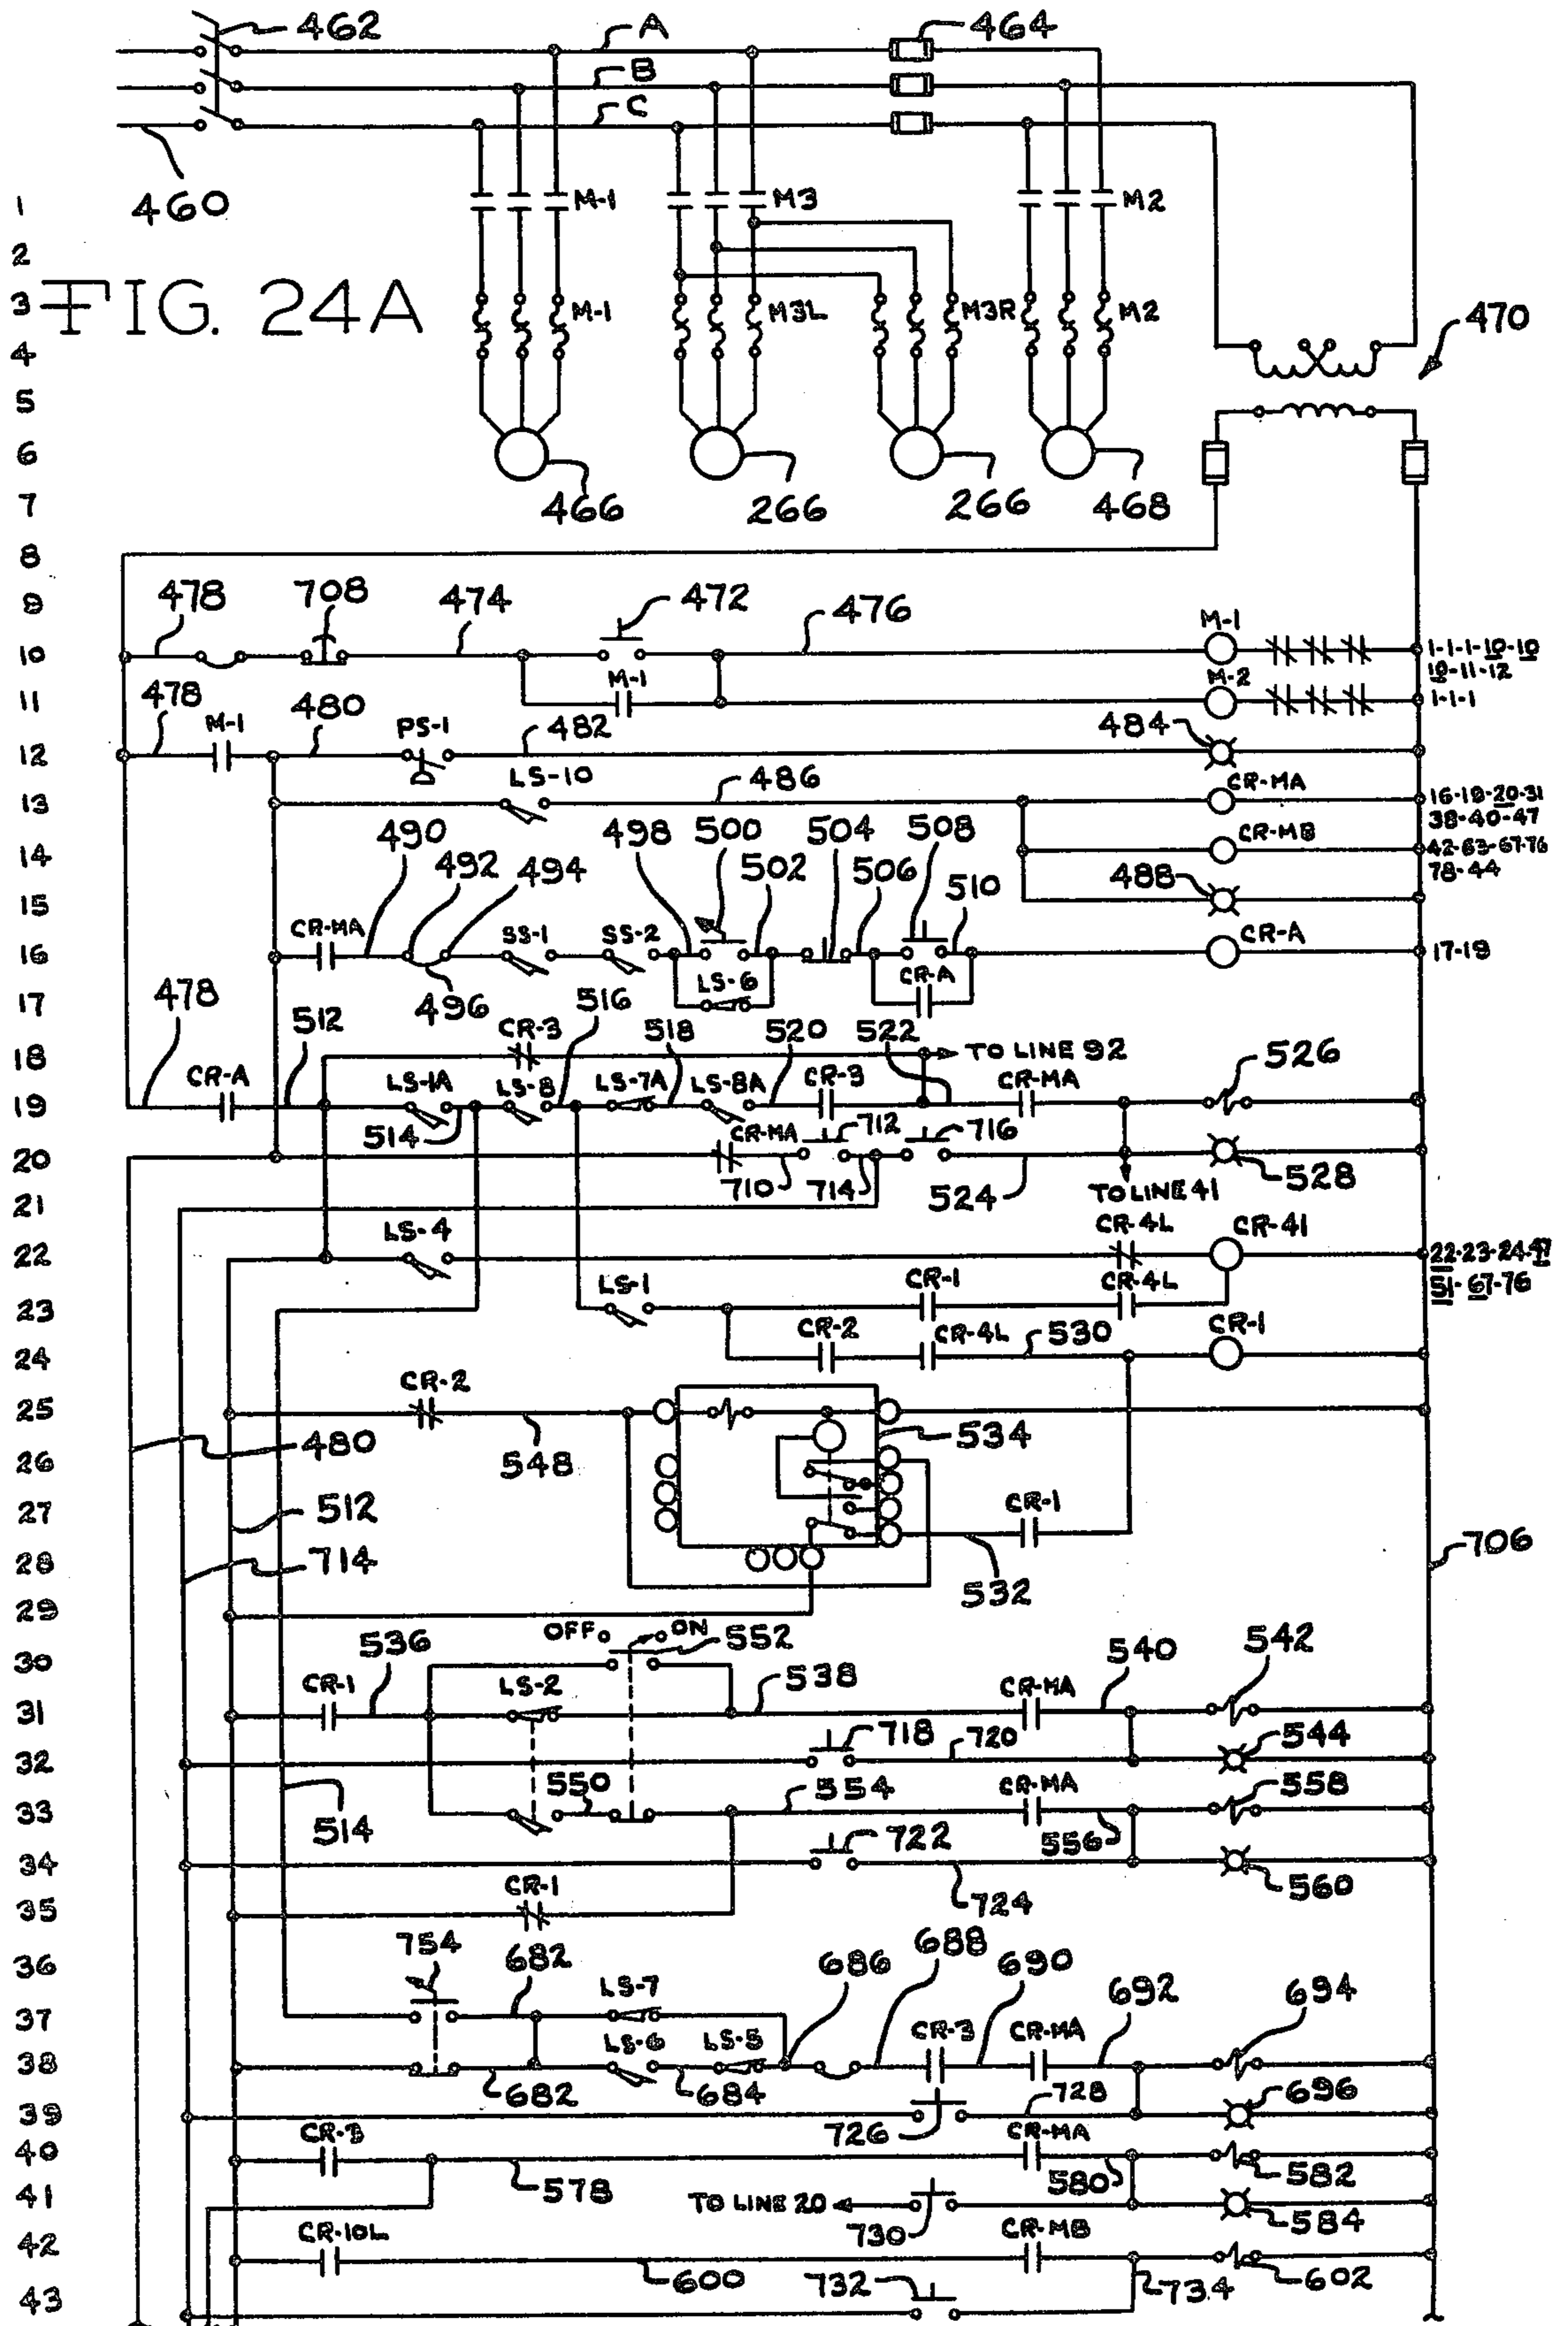 462 A 464
B
C
1 460 M-1 M3 M2
2
3 FIG. 24A M-1 M3L M3R M2 470
4
5
6
466 266 266 468
7
8
9 478 708 474 472 476 M-1
10 1-1-1-10-10
M-1 M-2 10-11-12
11 478 M-1 480 PS-1 482 484 1-1-1
12
LS-10 486 CR-MA
13 16-19-20-31
490 498 500 504 508 CR-MB 38-40-47
14 492 494 502 506 510 488 42-63-67-76
15 78-44
CR-MA SS-1 SS-2 CR-A
16 17-19
LS-6 CR-A
17 478 512 496 516 518 520 522
CR-3
18 TO LINE 92 526
CR-A LS-1A LS-8 LS-7A LS-8A CR-3 CR-MA
19
514 CR-MA 712 716
20
710 714 524 528
21 TO LINE 41
LS-4 CR-4L CR-41
22 22-23-24-47
LS-1 CR-1 CR-4L 51-67-76
23
CR-2 CR-4L 530 CR-1
24
CR-2
25
480 548 534
26
27 512 CR-1
28 714 532 706
29
OFF ON 552
30 536 540 542
CR-1 LS-2 538 CR-MA
31
718 720 544
32
550 554 CR-MA 558
33
514 722 556
34
CR-1 724 560
35
754 682 688
36 686 690 692 694
LS-7
37
LS-6 LS-5 CR-3 CR-MA
38
682 684 728 696
39
CR-3 726 CR-MA
40
578 580 582
41 TO LINE 20
CR-10L 730 CR-MB 584
42
600 732 734 602
43